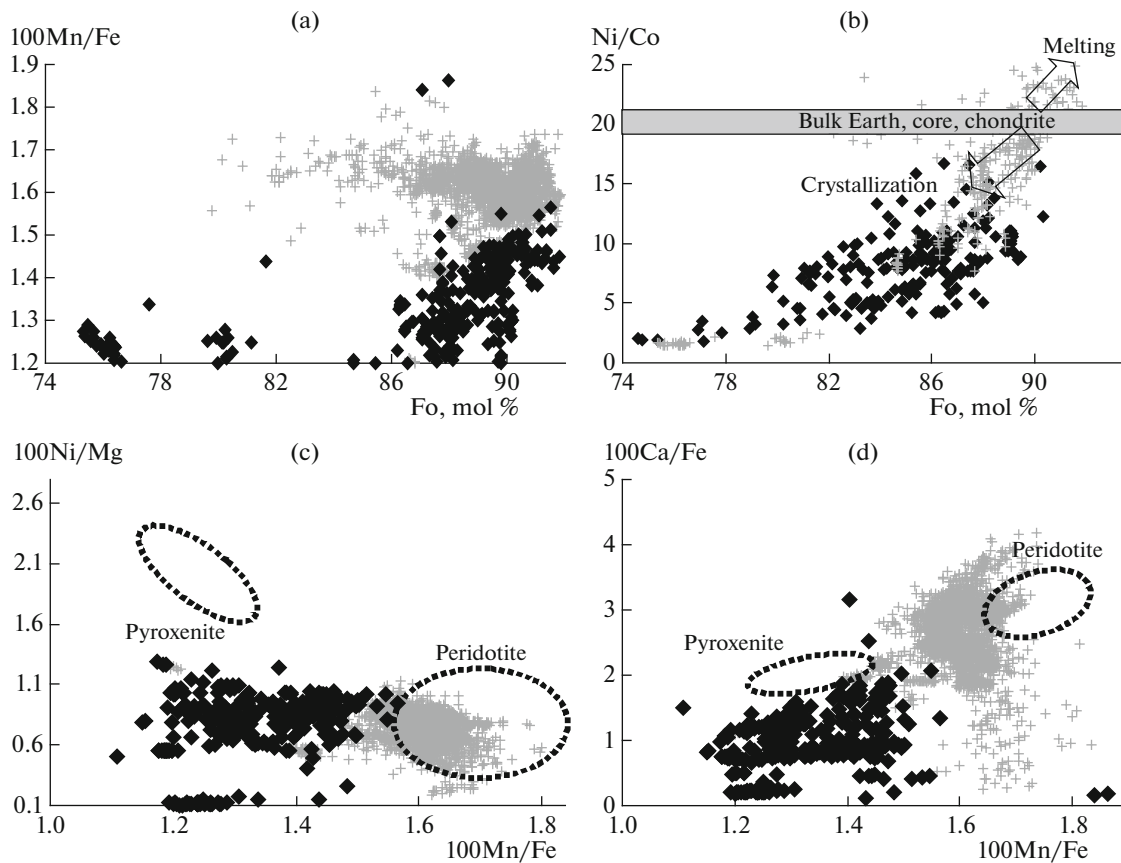 (a)
100Mn/Fe
1.9
1.8
1.7
1.6
1.5
1.4
1.3
1.2
74
78
82
86
90
Fo, mol %
(b)
Ni/Co
25
20
15
10
5
0
Melting
Bulk Earth, core, chondrite
Crystallization
74
78
82
86
90
Fo, mol %
(c)
100Ni/Mg
2.6
2.1
1.6
1.1
0.6
0.1
Pyroxenite
Peridotite
1.0
1.2
1.4
1.6
1.8
100Mn/Fe
(d)
100Ca/Fe
5
4
3
2
1
0
Peridotite
Pyroxenite
1.0
1.2
1.4
1.6
1.8
100Mn/Fe